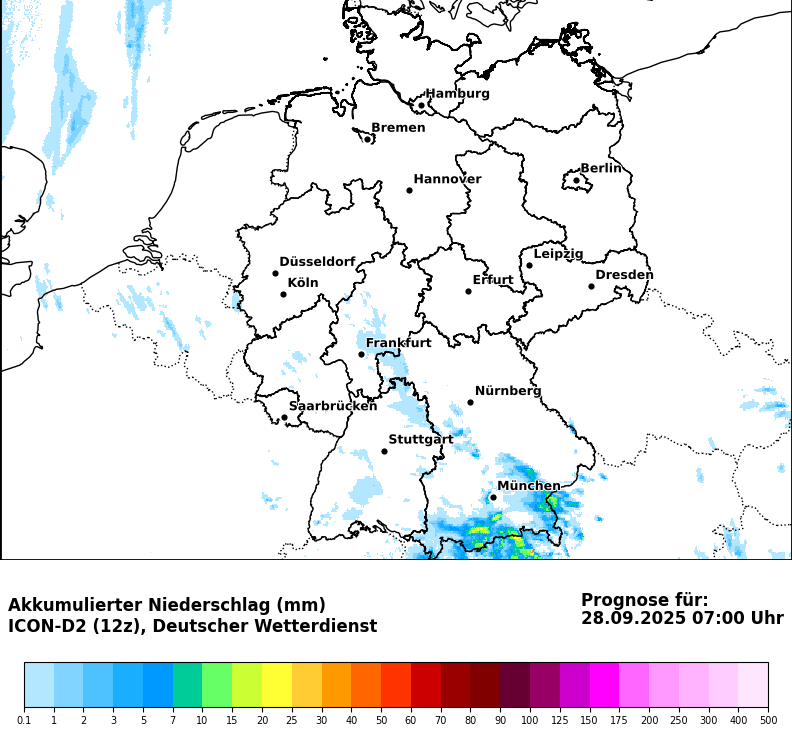 Hamburg
Bremen
Berlin
Hannover
Leipzig
Düsseldorf
Dresden
Köln
Erfurt
Frankfurt
Nürnberg
Saarbrücken
Stuttgart
München
Akkumulierter Niederschlag (mm)
ICON-D2 (12z), Deutscher Wetterdienst
Prognose für:
28.09.2025 07:00 Uhr
0.1 1 2 3 5 7 10 15 20 25 30 40 50 60 70 80 90 100 125 150 175 200 250 300 400 500